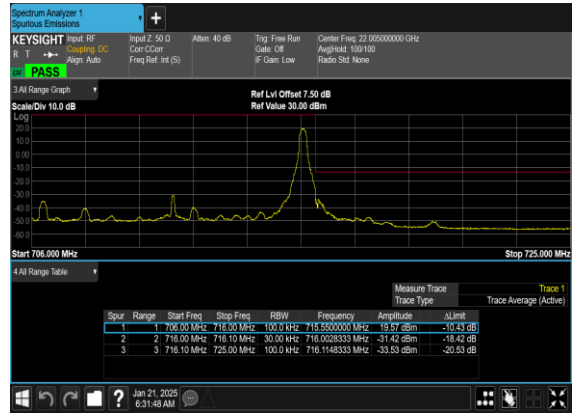 Spectrum Analyzer 1
Spurious Emissions
KEYSIGHT Input: RF Input Z: 50 Ω Atten: 40 dB Trig: Free Run Center Freq: 22.005000000 GHz
R T Coupling: DC Corr CCorr Gate: Off Avg|Hold: 100/100
Align: Auto Freq Ref: Int (S) IF Gain: Low Radio Std: None
LW PASS
3 All Range Graph
Ref Lvl Offset 7.50 dB
Scale/Div 10.0 dB Ref Value 30.00 dBm
Log
20.0
10.0
0.00
-10.0
-20.0
-30.0
-40.0
-50.0
-60.0
Start 706.000 MHz Stop 725.000 MHz
4 All Range Table
Measure Trace Trace 1
Trace Type Trace Average (Active)
Spur Range Start Freq Stop Freq RBW Frequency Amplitude ΔLimit
1 1 706.00 MHz 716.00 MHz 100.0 kHz 715.5500000 MHz 19.57 dBm -10.43 dB
2 2 716.00 MHz 716.10 MHz 30.00 kHz 716.0028333 MHz -31.42 dBm -18.42 dB
3 3 716.10 MHz 725.00 MHz 100.0 kHz 716.1148333 MHz -33.53 dBm -20.53 dB
? Jan 21, 2025
6:31:48 AM